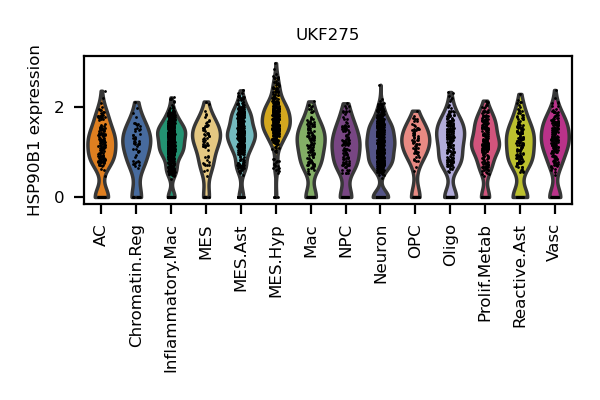 UKF275
HSP90B1 expression
2
0
AC
Chromatin.Reg
Inflammatory.Mac
MES
MES.Ast
MES.Hyp
Mac
NPC
Neuron
OPC
Oligo
Prolif.Metab
Reactive.Ast
Vasc